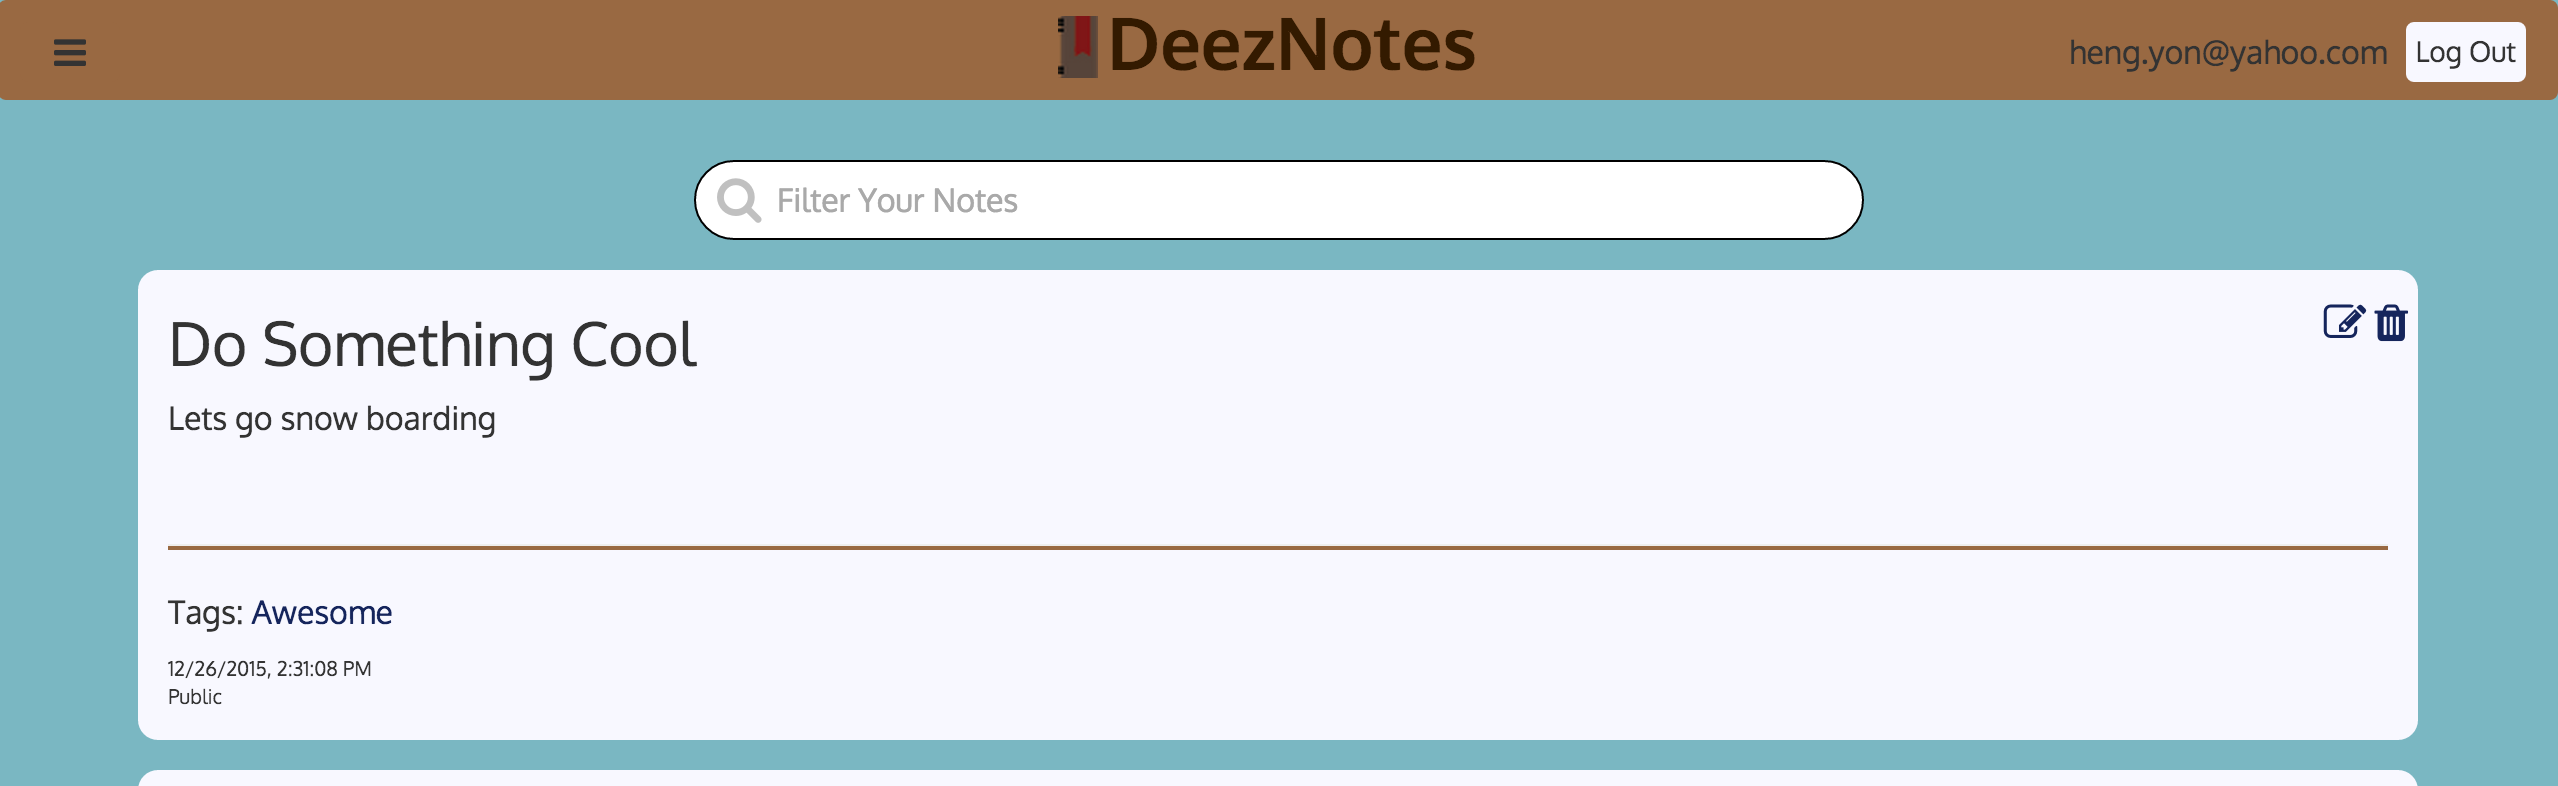 DeezNotes
heng.yon@yahoo.com Log Out
Filter Your Notes
Do Something Cool
Lets go snow boarding
Tags: Awesome
12/26/2015, 2:31:08 PM
Public